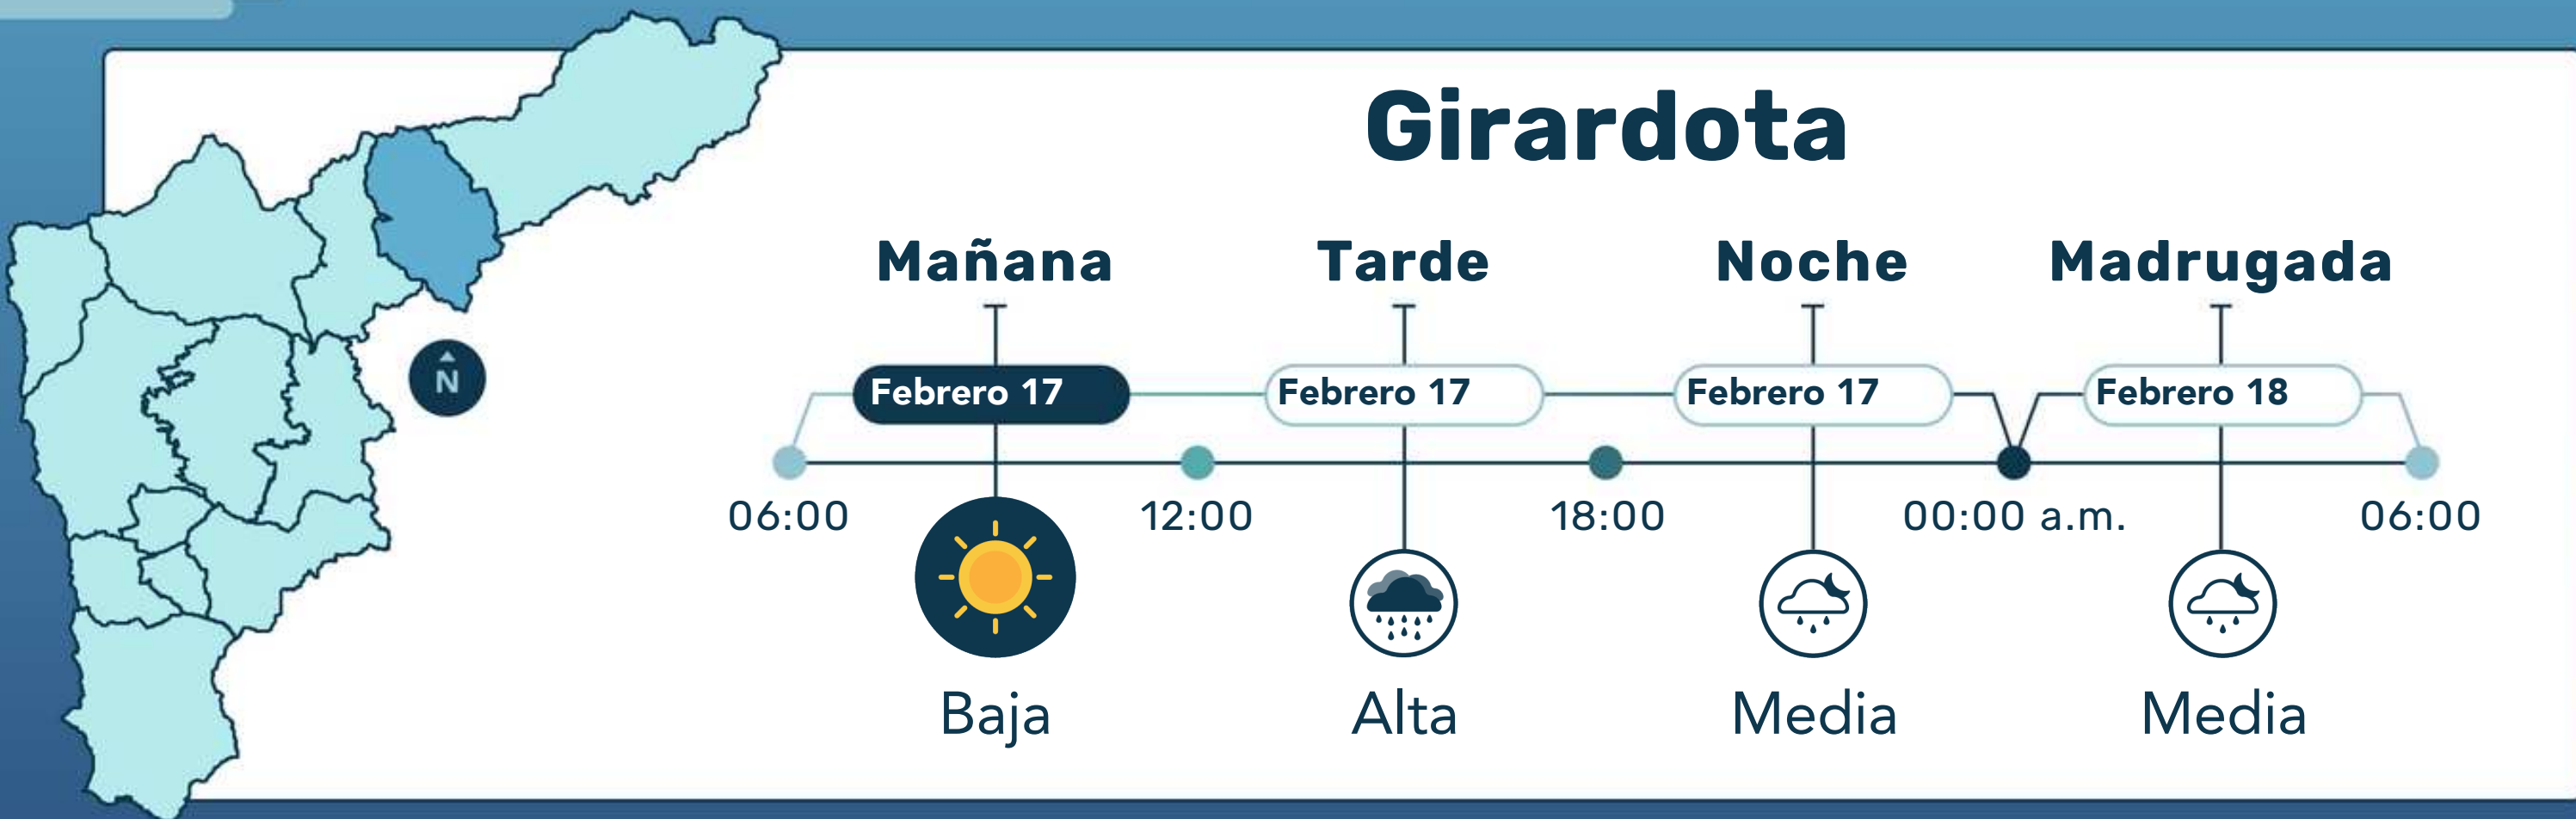 Girardota
Mañana Tarde Noche Madrugada
Febrero 17 Febrero 17 Febrero 17 Febrero 18
N
06:00 12:00 18:00 00:00 a.m. 06:00
Baja Alta Media Media